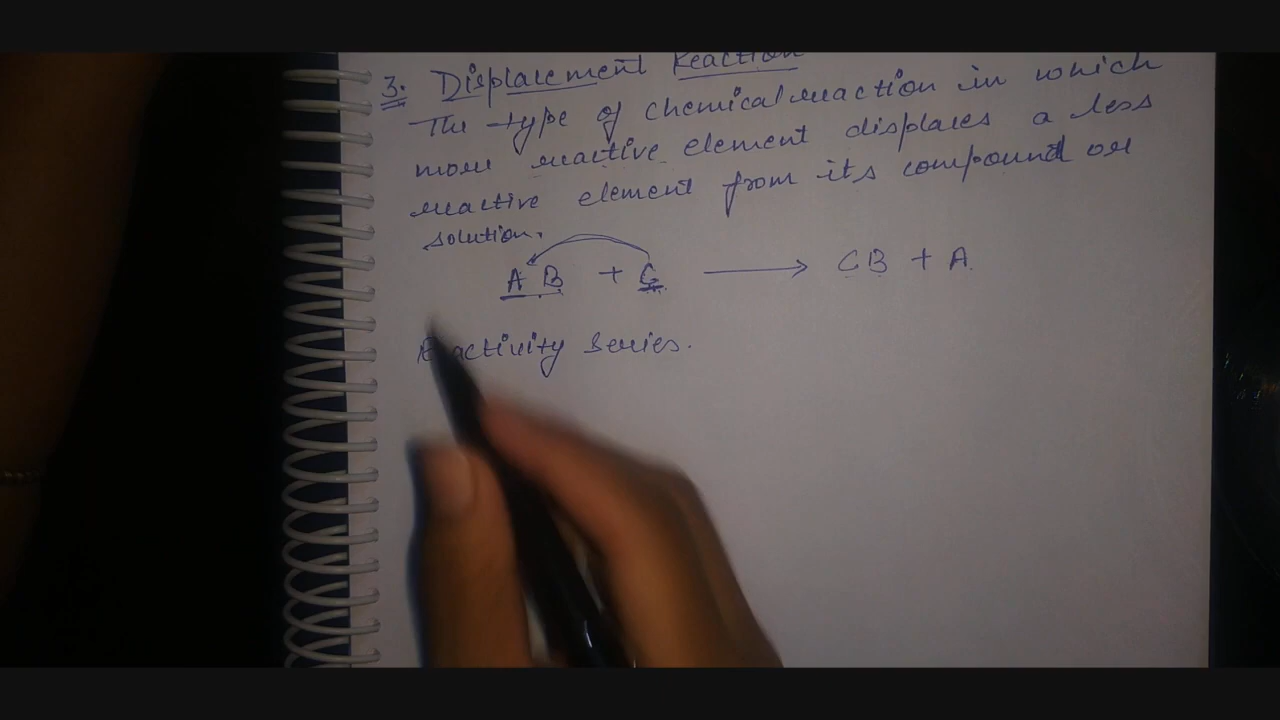 3. Displacement Reaction
The type of chemical reaction in which
more reactive element displaces a less
reactive element from its compound or
solution.
A B + C ⟶ CB + A
Reactivity Series.